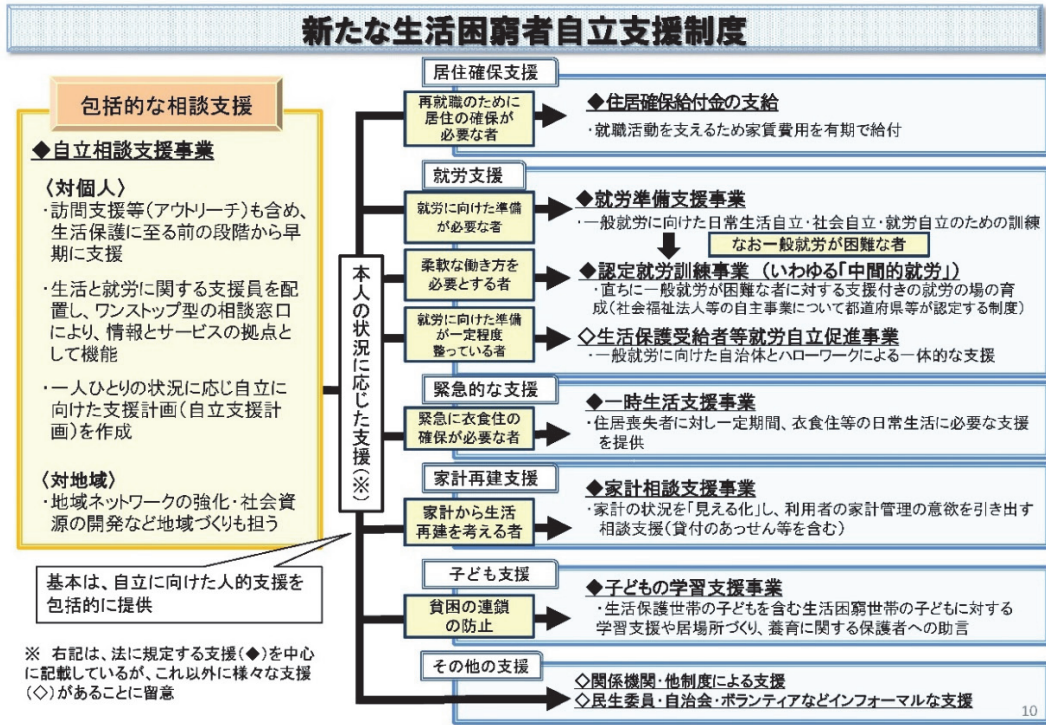 新たな生活困窮者自立支援制度
包括的な相談支援
◆自立相談支援事業
〈対個人〉
・訪問支援等(アウトリーチ)も含め、
生活保護に至る前の段階から早
期に支援
・生活と就労に関する支援員を配
置し、ワンストップ型の相談窓口
により、情報とサービスの拠点と
して機能
・一人ひとりの状況に応じ自立に
向けた支援計画(自立支援計
画)を作成
〈対地域〉
・地域ネットワークの強化・社会資
源の開発など地域づくりも担う
基本は、自立に向けた人的支援を
包括的に提供
※ 右記は、法に規定する支援(◆)を中心
に記載しているが、これ以外に様々な支援
(◇)があることに留意
本人の状況に応じた支援(※)
居住確保支援
再就職のために
居住の確保が
必要な者
◆住居確保給付金の支給
・就職活動を支えるため家賃費用を有期で給付
就労支援
就労に向けた準備
が必要な者
◆就労準備支援事業
・一般就労に向けた日常生活自立・社会自立・就労自立のための訓練
なお一般就労が困難な者
柔軟な働き方を
必要とする者
◆認定就労訓練事業 (いわゆる「中間的就労」)
・直ちに一般就労が困難な者に対する支援付きの就労の場の育
成(社会福祉法人等の自主事業について都道府県等が認定する制度)
就労に向けた準備
が一定程度
整っている者
◇生活保護受給者等就労自立促進事業
・一般就労に向けた自治体とハローワークによる一体的な支援
緊急的な支援
緊急に衣食住の
確保が必要な者
◆一時生活支援事業
・住居喪失者に対し一定期間、衣食住等の日常生活に必要な支援
を提供
家計再建支援
家計から生活
再建を考える者
◆家計相談支援事業
・家計の状況を「見える化」し、利用者の家計管理の意欲を引き出す
相談支援(貸付のあっせん等を含む)
子ども支援
貧困の連鎖
の防止
◆子どもの学習支援事業
・生活保護世帯の子どもを含む生活困窮世帯の子どもに対する
学習支援や居場所づくり、養育に関する保護者への助言
その他の支援
◇関係機関・他制度による支援
◇民生委員・自治会・ボランティアなどインフォーマルな支援
10